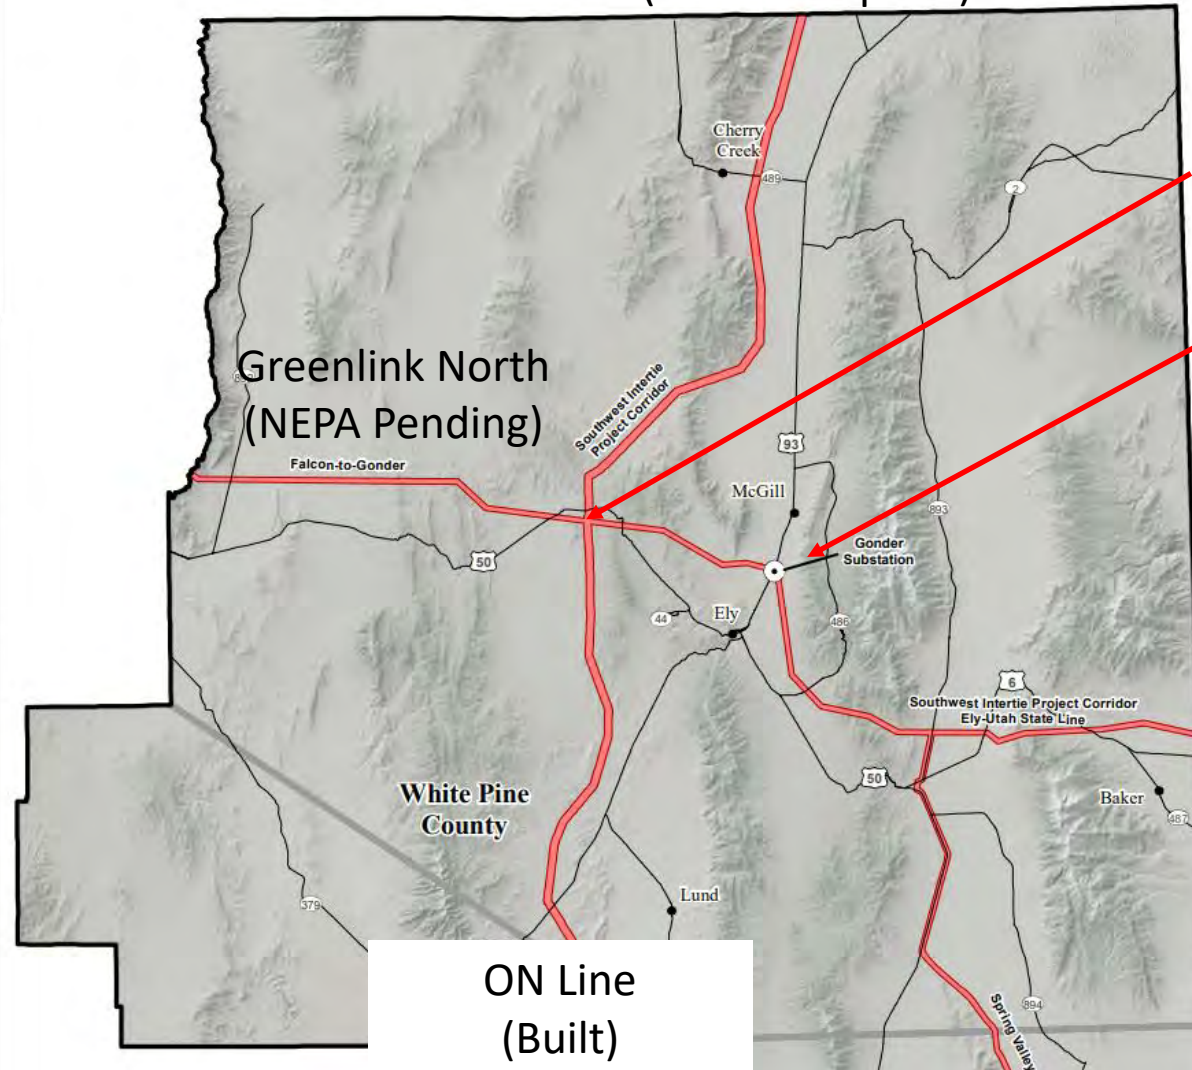 Cherry
Creek
489
2
Greenlink North
(NEPA Pending)
Southwest Intertie
Project Corridor
Falcon-to-Gonder
93
McGill
893
Gonder
Substation
50
44
Ely
486
6
Southwest Intertie Project Corridor
Ely-Utah State Line
50
White Pine
County
Baker
487
379
Lund
ON Line
(Built)
894
Spring Valley